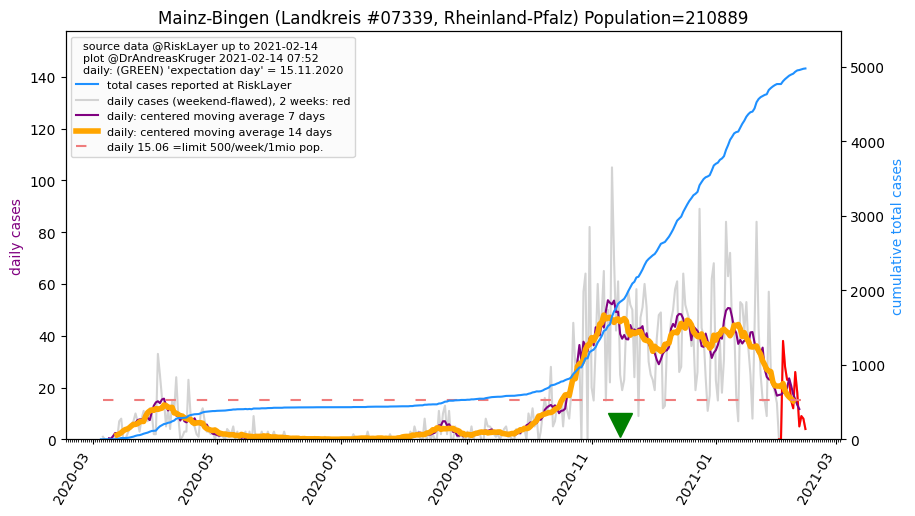 Mainz-Bingen (Landkreis #07339, Rheinland-Pfalz) Population=210889
source data @RiskLayer up to 2021-02-14
plot @DrAndreasKruger 2021-02-14 07:52
daily: (GREEN) 'expectation day' = 15.11.2020
total cases reported at RiskLayer
daily cases (weekend-flawed), 2 weeks: red
daily: centered moving average 7 days
daily: centered moving average 14 days
daily 15.06 =limit 500/week/1mio pop.
daily cases
140
120
100
80
60
40
20
0
cumulative total cases
5000
4000
3000
2000
1000
0
2020-03
2020-05
2020-07
2020-09
2020-11
2021-01
2021-03